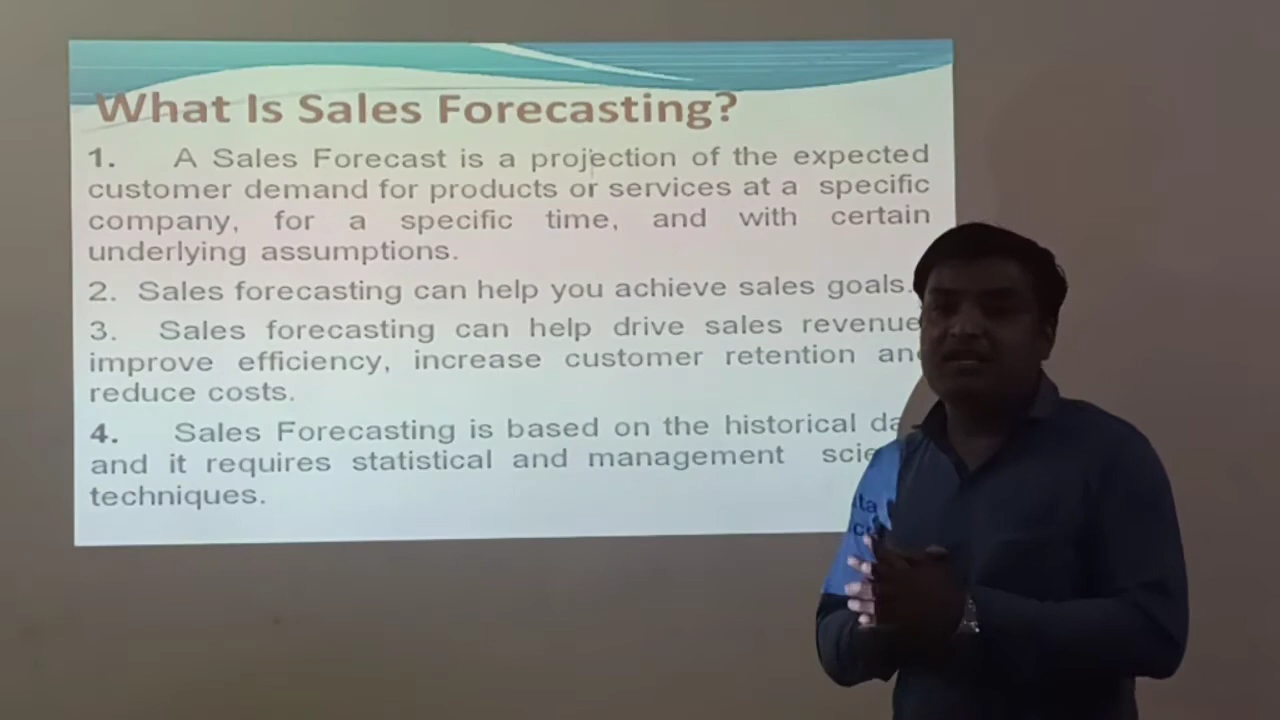 What Is Sales Forecasting?
1. A Sales Forecast is a projection of the expected
customer demand for products or services at a specific
company, for a specific time, and with certain
underlying assumptions.
2. Sales forecasting can help you achieve sales goals.
3. Sales forecasting can help drive sales revenue
improve efficiency, increase customer retention and
reduce costs.
4. Sales Forecasting is based on the historical data
and it requires statistical and management
techniques.